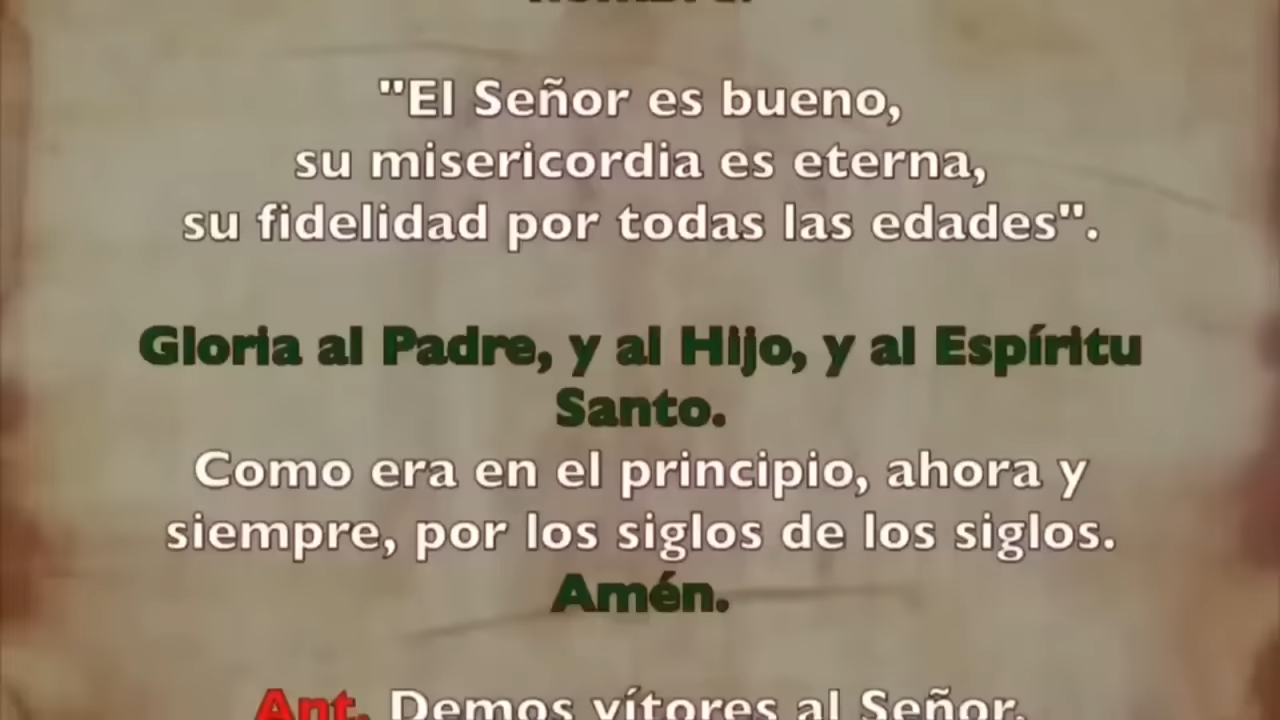 "El Señor es bueno,
su misericordia es eterna,
su fidelidad por todas las edades".
Gloria al Padre, y al Hijo, y al Espíritu
Santo.
Como era en el principio, ahora y
siempre, por los siglos de los siglos.
Amén.
Ant. Demos vítores al Señor,